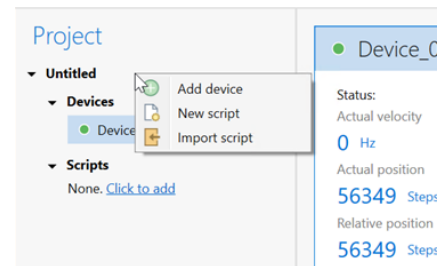 Project
Untitled
Devices
Device
Scripts
None. Click to add
Add device
New script
Import script
Device_0
Status:
Actual velocity
0 Hz
Actual position
56349 Steps
Relative position
56349 Steps